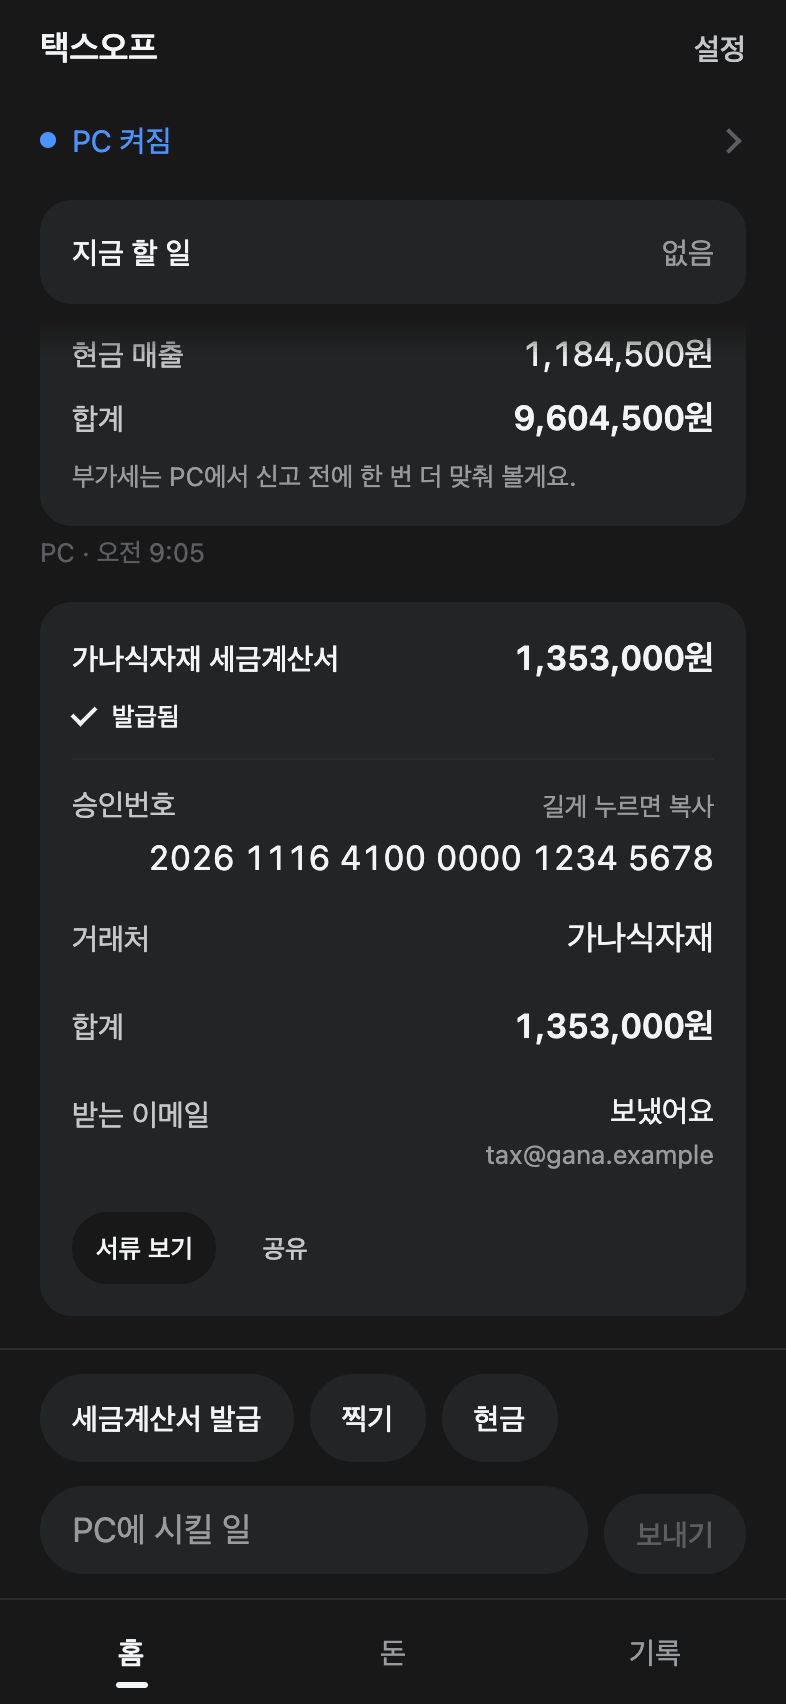 택스오프
설정
PC 켜짐
지금 할 일
없음
현금 매출
1,184,500원
합계
9,604,500원
부가세는 PC에서 신고 전에 한 번 더 맞춰 볼게요.
PC · 오전 9:05
가나식자재 세금계산서
1,353,000원
발급됨
승인번호
길게 누르면 복사
2026 1116 4100 0000 1234 5678
거래처
가나식자재
합계
1,353,000원
받는 이메일
보냈어요
tax@gana.example
서류 보기
공유
세금계산서 발급
찍기
현금
PC에 시킬 일
보내기
홈
돈
기록